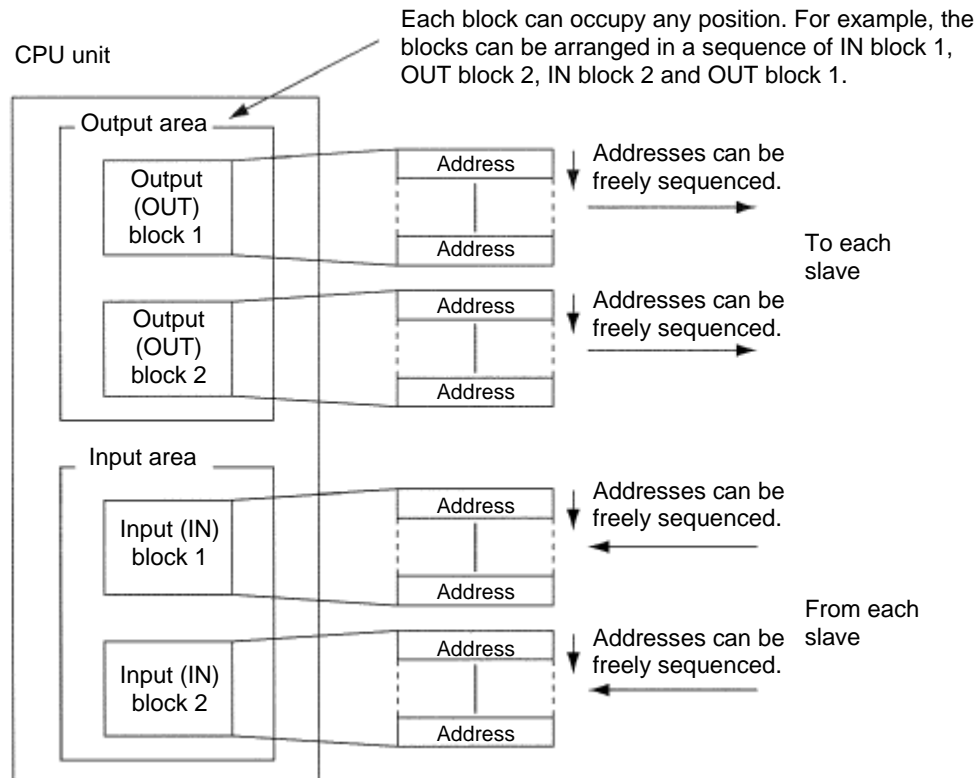 Each block can occupy any position. For example, the
blocks can be arranged in a sequence of IN block 1,
OUT block 2, IN block 2 and OUT block 1.
CPU unit
Output area
Output
(OUT)
block 1
Address
Address
Addresses can be
freely sequenced.
To each
slave
Output
(OUT)
block 2
Address
Address
Addresses can be
freely sequenced.
Input area
Input (IN)
block 1
Address
Address
Addresses can be
freely sequenced.
From each
slave
Input (IN)
block 2
Address
Address
Addresses can be
freely sequenced.